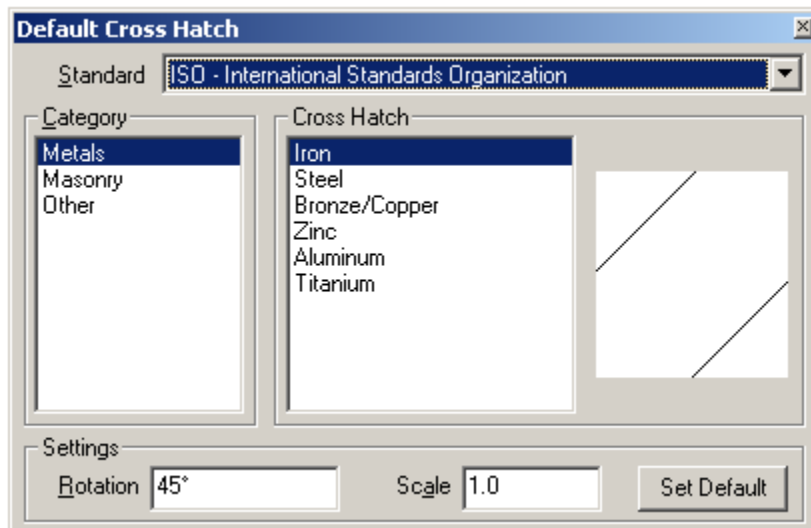 Default Cross Hatch
Standard ISO - International Standards Organization
Category
Metals
Masonry
Other
Cross Hatch
Iron
Steel
Bronze/Copper
Zinc
Aluminum
Titanium
Settings
Rotation 45° Scale 1.0 Set Default